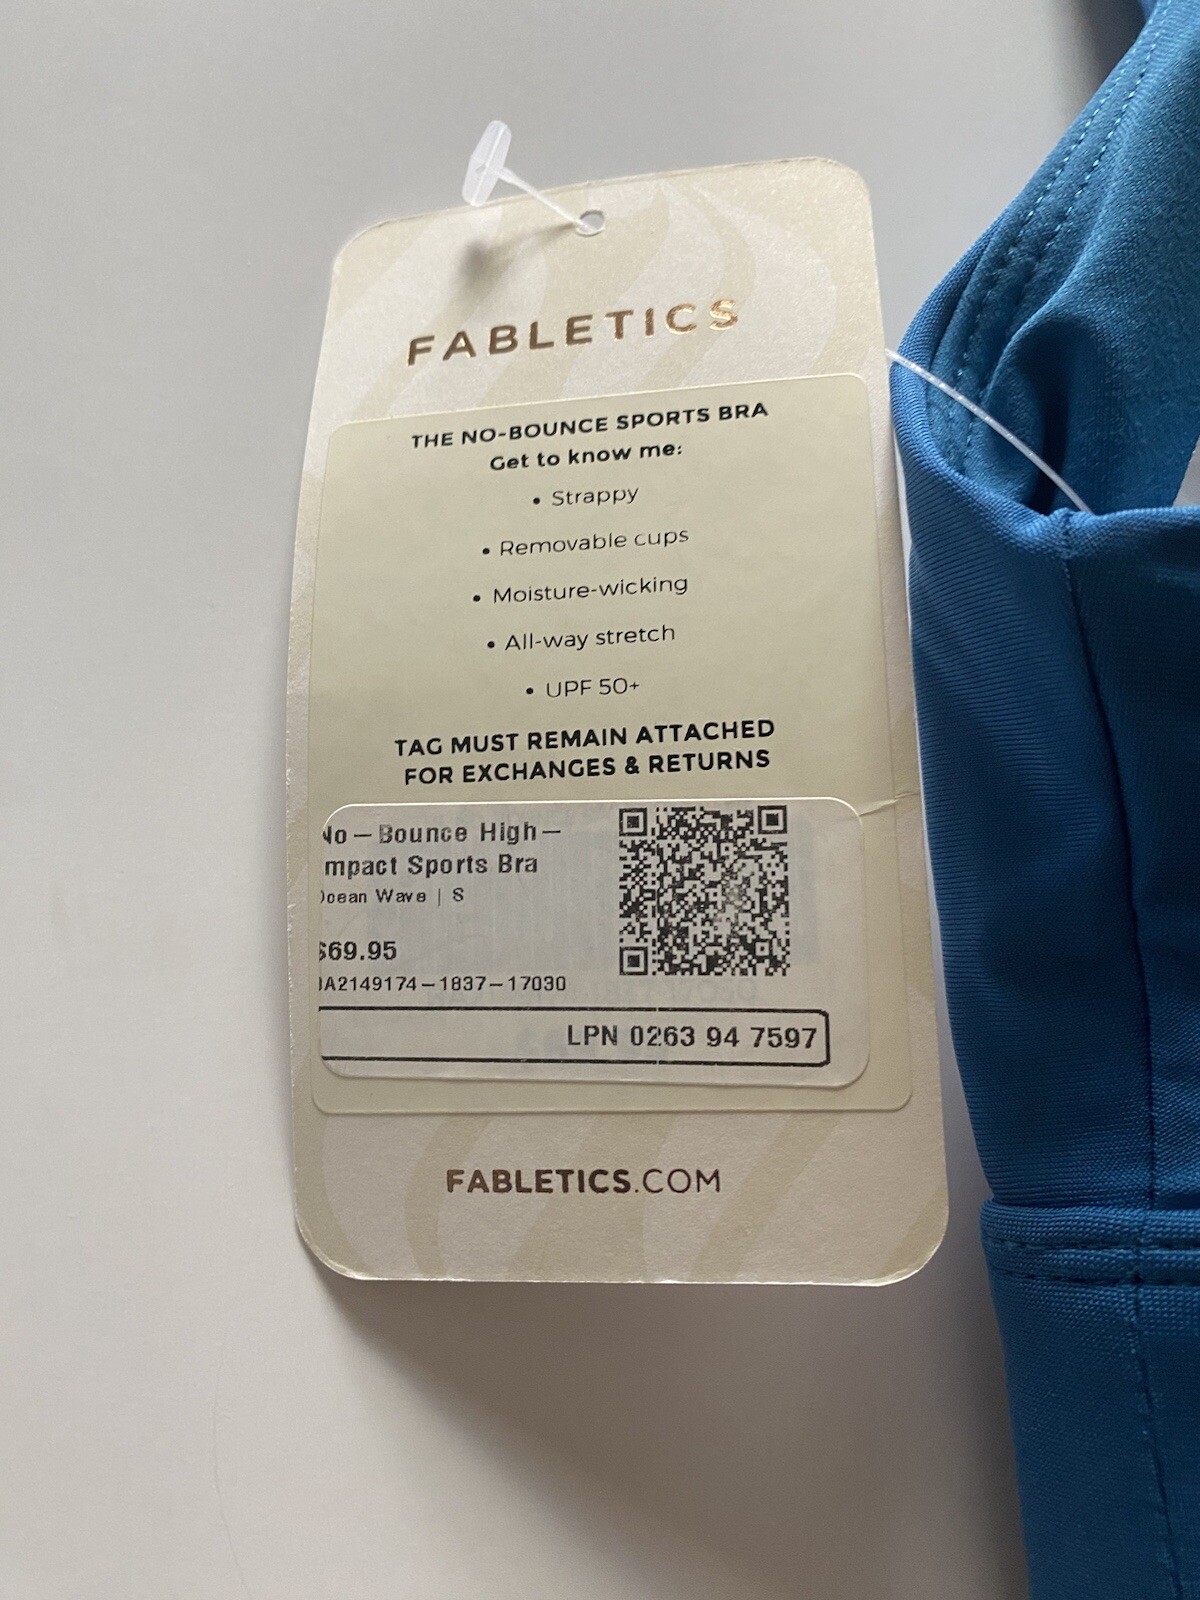 FABLETICS
THE NO-BOUNCE SPORTS BRA
Get to know me:
• Strappy
• Removable cups
• Moisture-wicking
• All-way stretch
• UPF 50+
TAG MUST REMAIN ATTACHED
FOR EXCHANGES & RETURNS
No – Bounce High –
mpact Sports Bra
Ocean Wave | S
$69.95
A2149174–1837–17030
LPN 0263 94 7597
FABLETICS.COM